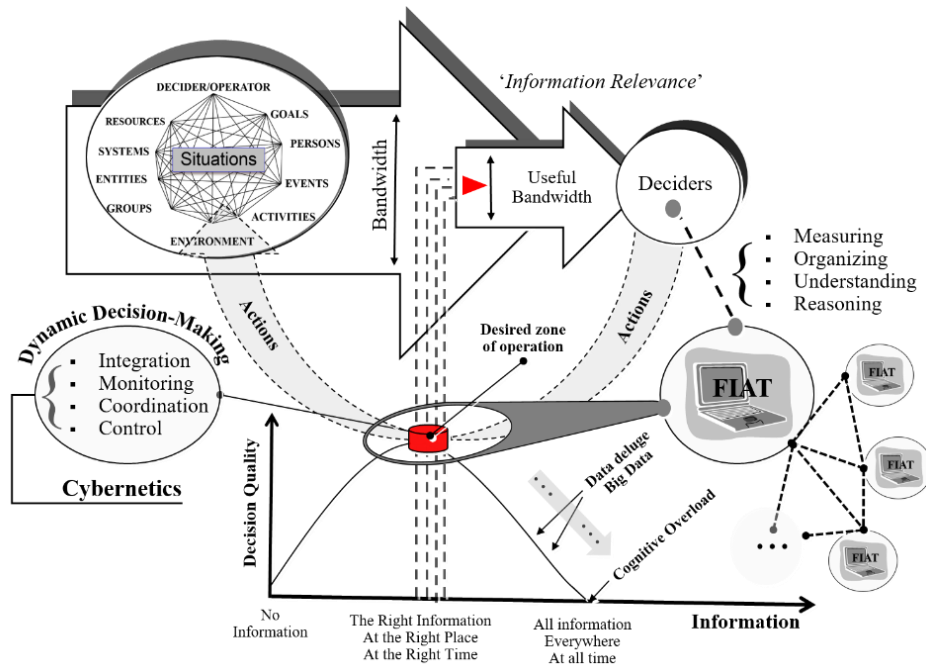 'Information Relevance'
DECIDER/OPERATOR
GOALS
RESOURCES
PERSONS
SYSTEMS
Situations
ENTITIES
EVENTS
GROUPS
ACTIVITIES
ENVIRONMENT
Bandwidth
Useful
Bandwidth
Deciders
▪ Measuring
▪ Organizing
▪ Understanding
▪ Reasoning
Actions
Actions
Desired zone
of operation
Dynamic Decision-Making
▪ Integration
▪ Monitoring
▪ Coordination
▪ Control
Cybernetics
FIAT
FIAT
FIAT
FIAT
...
Decision Quality
...
...
Data deluge
Big Data
Cognitive Overload
No
Information
The Right Information
At the Right Place
At the Right Time
All information
Everywhere
At all time
Information